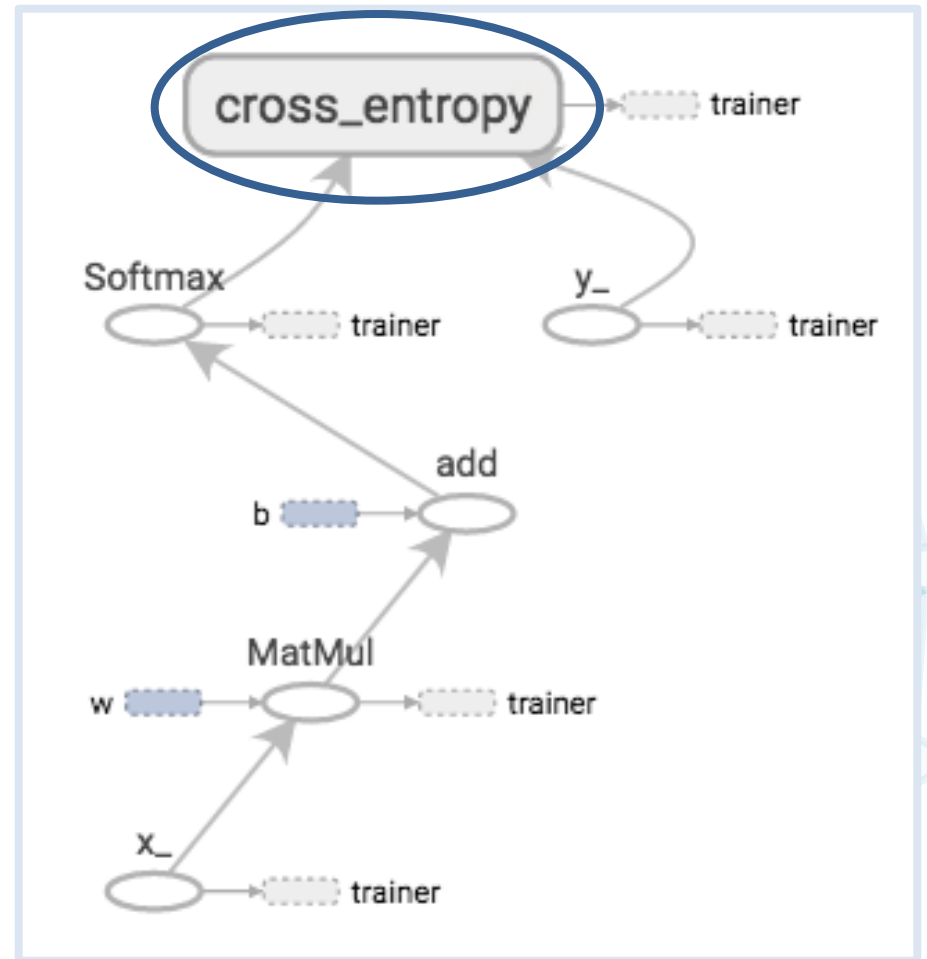 cross_entropy
trainer
Softmax
trainer
y_
trainer
add
b
MatMul
w
trainer
x_
trainer